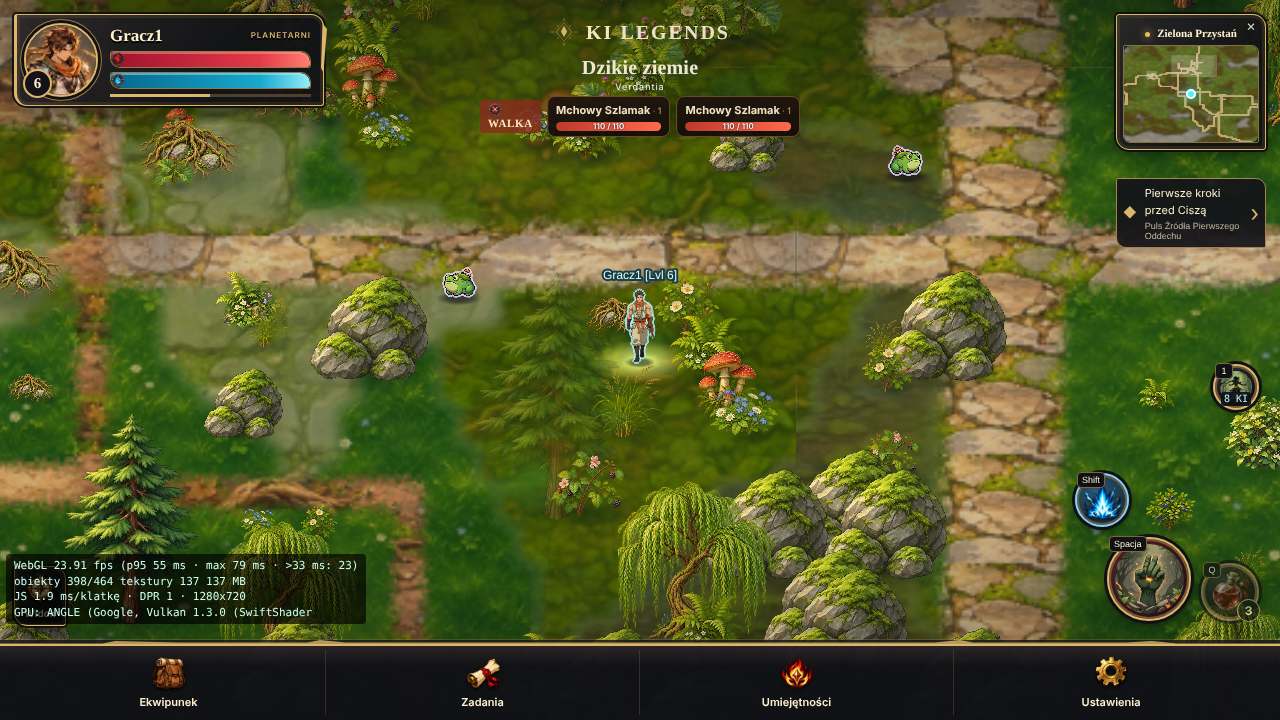 Gracz1
PLANETARNI
6
KI LEGENDS
Dzikie ziemie
Verdantia
WALKA
Mchowy Szlamak · 1
110 / 110
Mchowy Szlamak · 1
110 / 110
Zielona Przystań
×
Pierwsze kroki
przed Ciszą
Puls Źródła Pierwszego
Oddechu
Gracz1 [Lvl 6]
1
8 KI
Shift
Spacja
Q
3
WebGL 23.91 fps (p95 55 ms · max 79 ms · >33 ms: 23)
obiekty 398/464 tekstury 137 137 MB
JS 1.9 ms/klatkę · DPR 1 · 1280x720
GPU: ANGLE (Google, Vulkan 1.3.0 (SwiftShader
Ekwipunek
Zadania
Umiejętności
Ustawienia